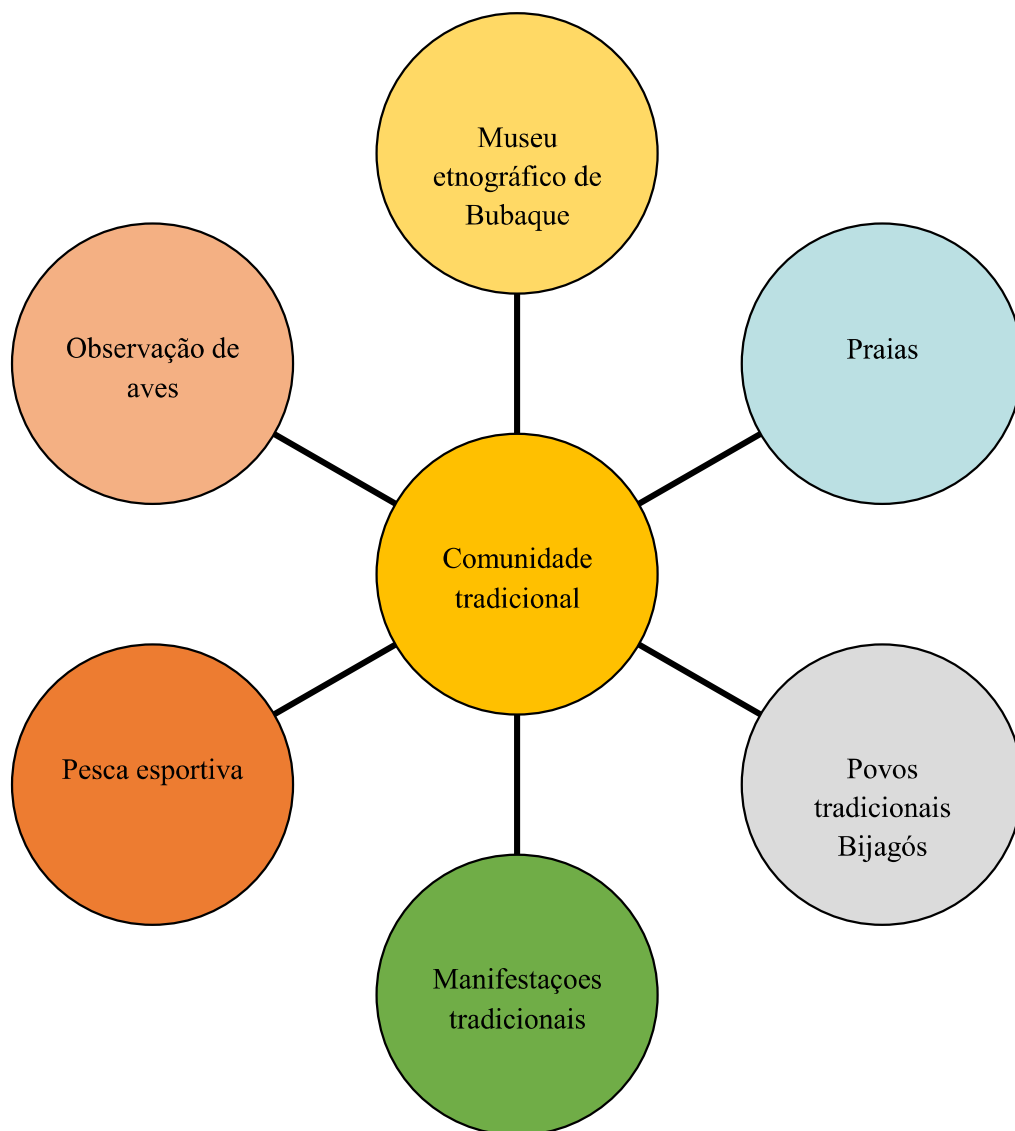 Museu
etnográfico de
Bubaque
Observação de
aves
Praias
Comunidade
tradicional
Pesca esportiva
Povos
tradicionais
Bijagós
Manifestaçoes
tradicionais